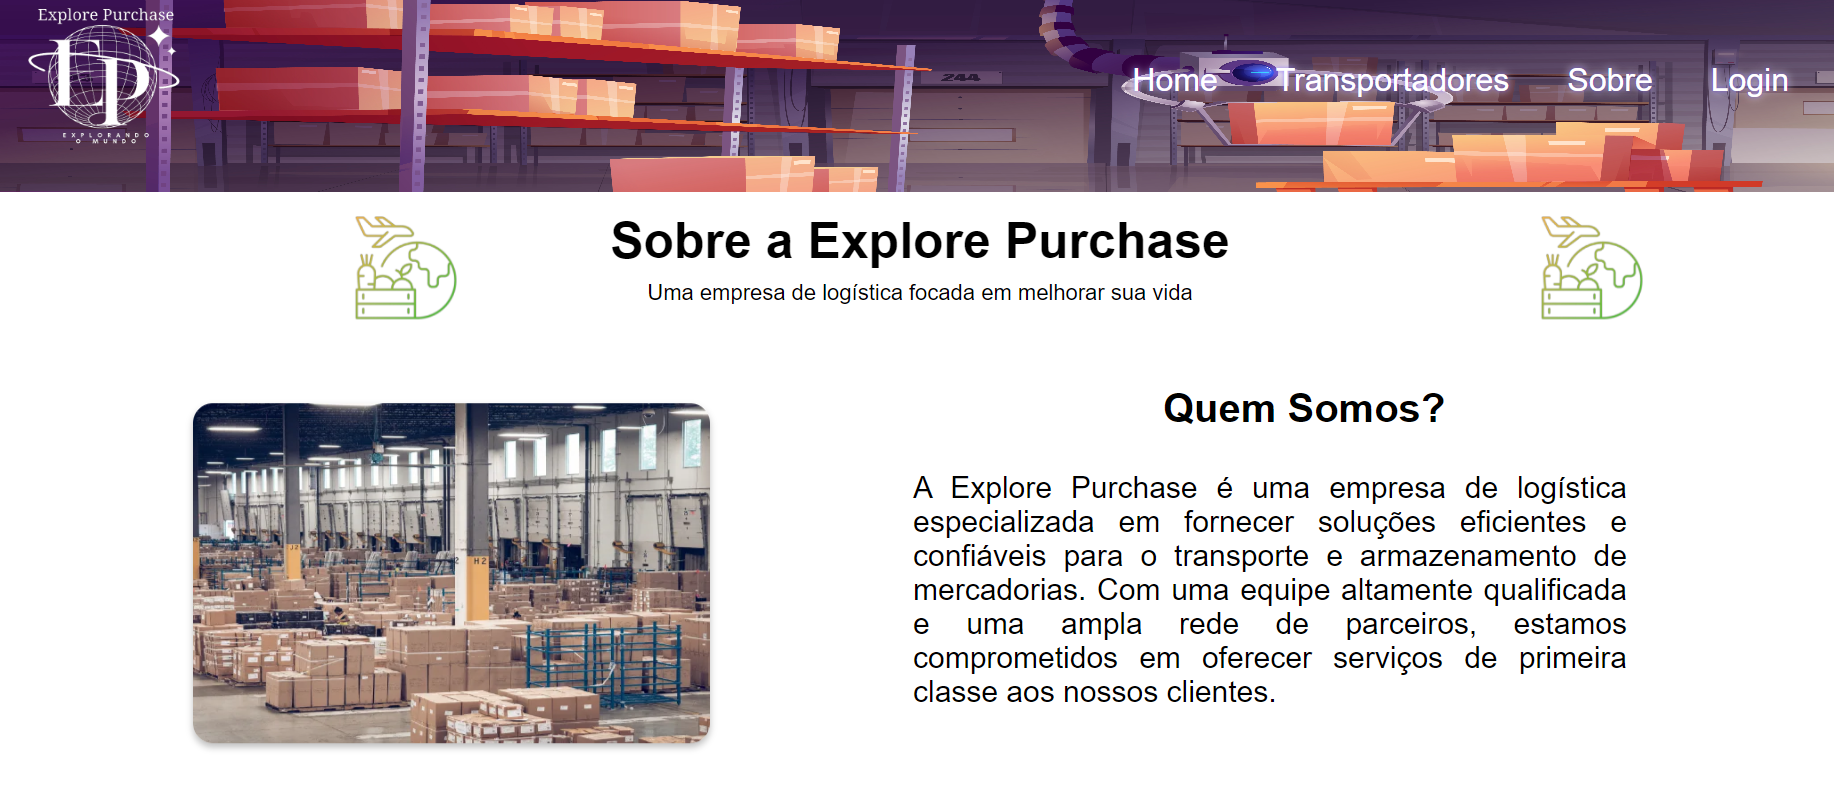 Explore Purchase
EP
EXPLORANDO
O MUNDO
244
Home Transportadores Sobre Login
Sobre a Explore Purchase
Uma empresa de logística focada em melhorar sua vida
Quem Somos?
A Explore Purchase é uma empresa de logística
especializada em fornecer soluções eficientes e
confiáveis para o transporte e armazenamento de
mercadorias. Com uma equipe altamente qualificada
e uma ampla rede de parceiros, estamos
comprometidos em oferecer serviços de primeira
classe aos nossos clientes.
J2
H2